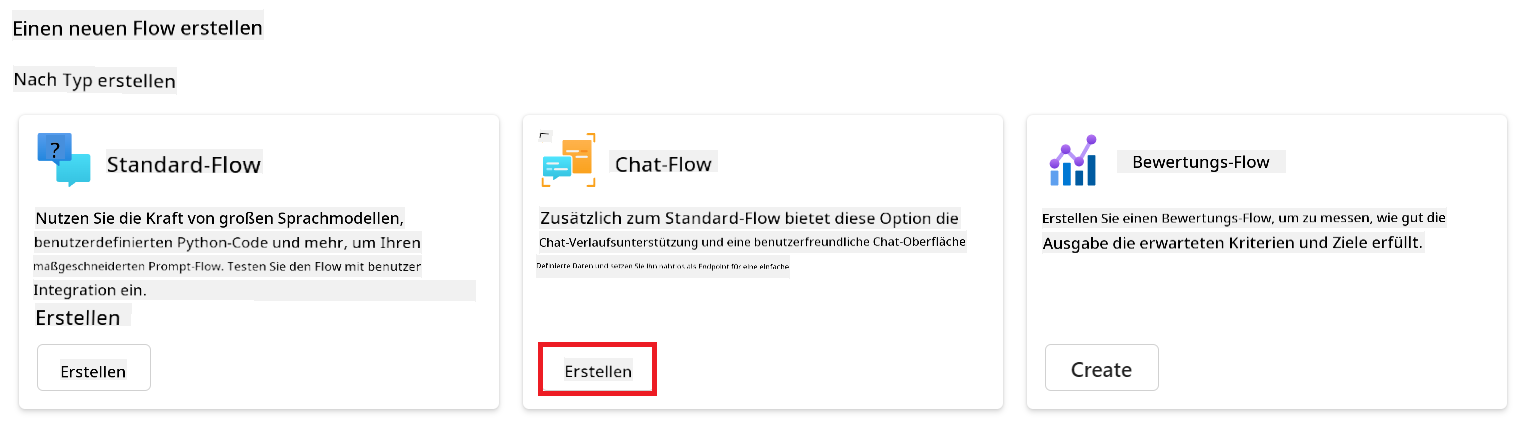 Einen neuen Flow erstellen
Nach Typ erstellen
?
Standard-Flow
Nutzen Sie die Kraft von großen Sprachmodellen,
benutzerdefinierten Python-Code und mehr, um Ihren
maßgeschneiderten Prompt-Flow. Testen Sie den Flow mit benutzer
Integration ein.
Erstellen
Erstellen
Chat-Flow
Zusätzlich zum Standard-Flow bietet diese Option die
Chat-Verlaufsunterstützung und eine benutzerfreundliche Chat-Oberfläche
Definierte Daten und setzen Sie ihn nahtlos als Endpoint für eine einfache
Erstellen
Bewertungs-Flow
Erstellen Sie einen Bewertungs-Flow, um zu messen, wie gut die
Ausgabe die erwarteten Kriterien und Ziele erfüllt.
Create